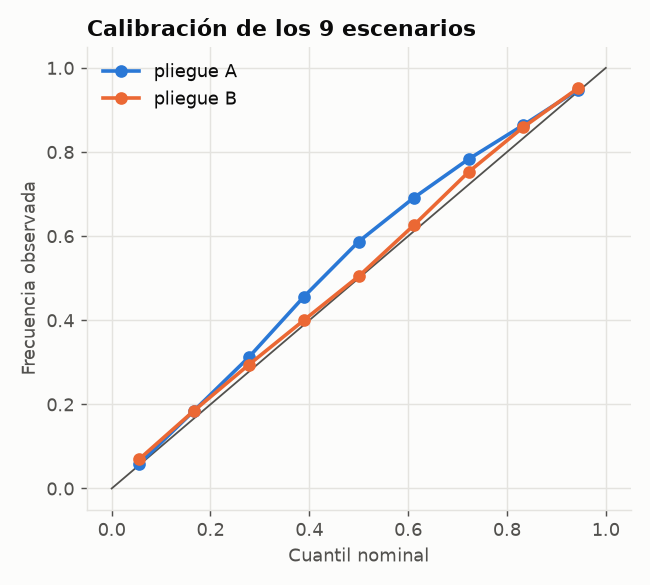 Calibración de los 9 escenarios
pliegue A
pliegue B
Frecuencia observada
1.0
0.8
0.6
0.4
0.2
0.0
0.0 0.2 0.4 0.6 0.8 1.0
Cuantil nominal